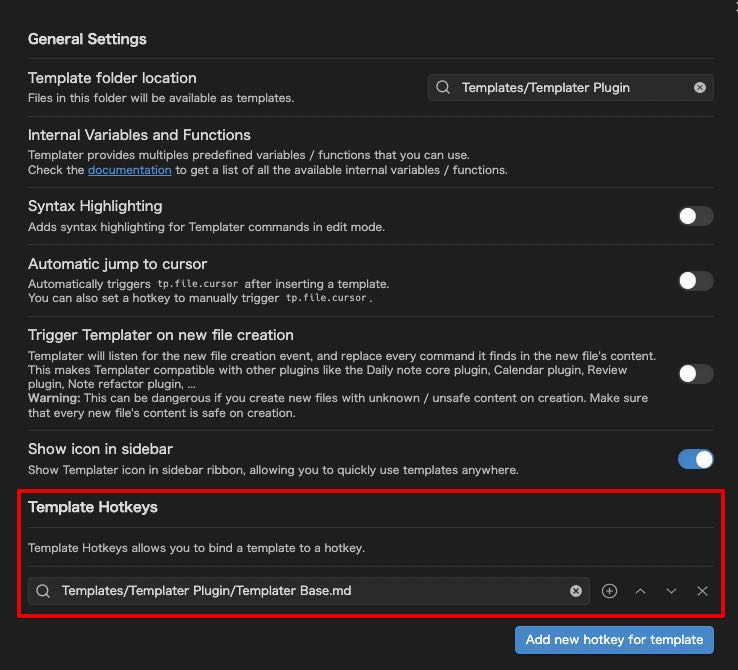 General Settings
Template folder location
Files in this folder will be available as templates.
Templates/Templater Plugin
Internal Variables and Functions
Templater provides multiple predefined variables / functions that you can use.
Check the documentation to get a list of all the available internal variables / functions.
Syntax Highlighting
Adds syntax highlighting for Templater commands in edit mode.
Automatic jump to cursor
Automatically triggers tp.file.cursor after inserting a template.
You can also set a hotkey to manually trigger tp.file.cursor.
Trigger Templater on new file creation
Templater will listen for the new file creation event, and replace every command it finds in the new file's content.
This makes Templater compatible with other plugins like the Daily note core plugin, Calendar plugin, Review
plugin, Note refactor plugin, ...
Warning: This can be dangerous if you create new files with unknown / unsafe content on creation. Make sure
that every new file's content is safe on creation.
Show icon in sidebar
Show Templater icon in sidebar ribbon, allowing you to quickly use templates anywhere.
Template Hotkeys
Template Hotkeys allows you to bind a template to a hotkey.
Templates/Templater Plugin/Templater Base.md
Add new hotkey for template